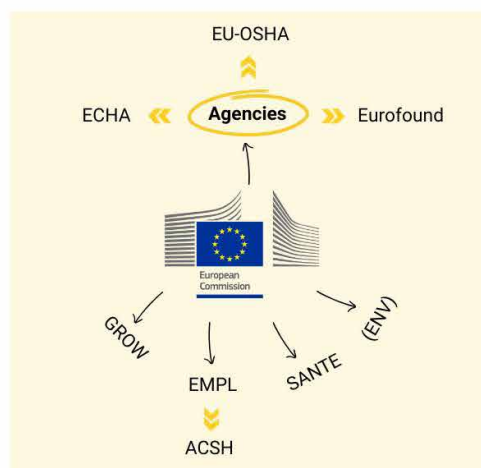 EU-OSHA
ECHA
Agencies
Eurofound
European
Commission
GROW
EMPL
SANTE
(ENV)
ACSH